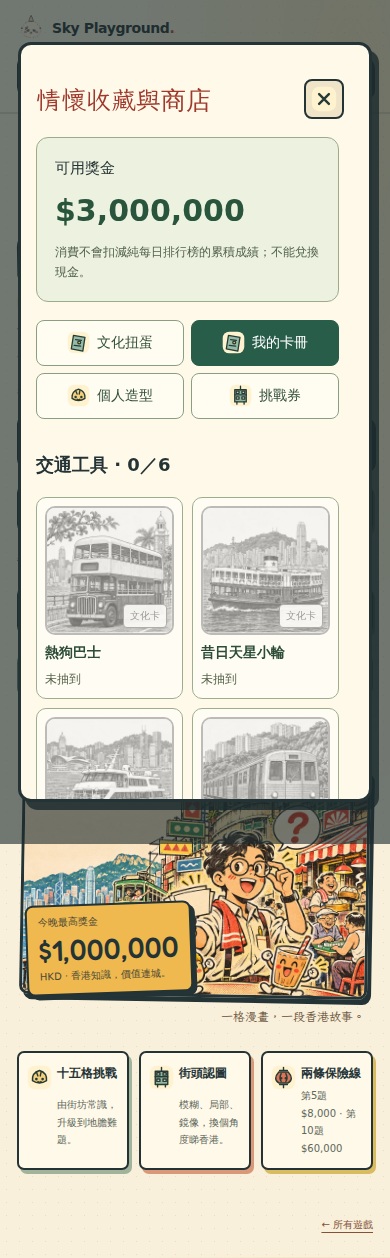 Sky Playground.
情懷收藏與商店
可用獎金
$3,000,000
消費不會扣減純每日排行榜的累積成績；不能兌換
現金。
文化扭蛋
我的卡冊
個人造型
挑戰券
交通工具 · 0／6
文化卡
文化卡
熱狗巴士
昔日天星小輪
未抽到
未抽到
?
今晚最高獎金
$1,000,000
HKD · 香港知識，價值連城。
一格漫畫，一段香港故事。
十五格挑戰
由街坊常識，
升級到地膽難
題。
街頭認圖
模糊、局部、
鏡像，換個角
度睇香港。
兩條保險線
第5題
$8,000 · 第
10題
$60,000
← 所有遊戲